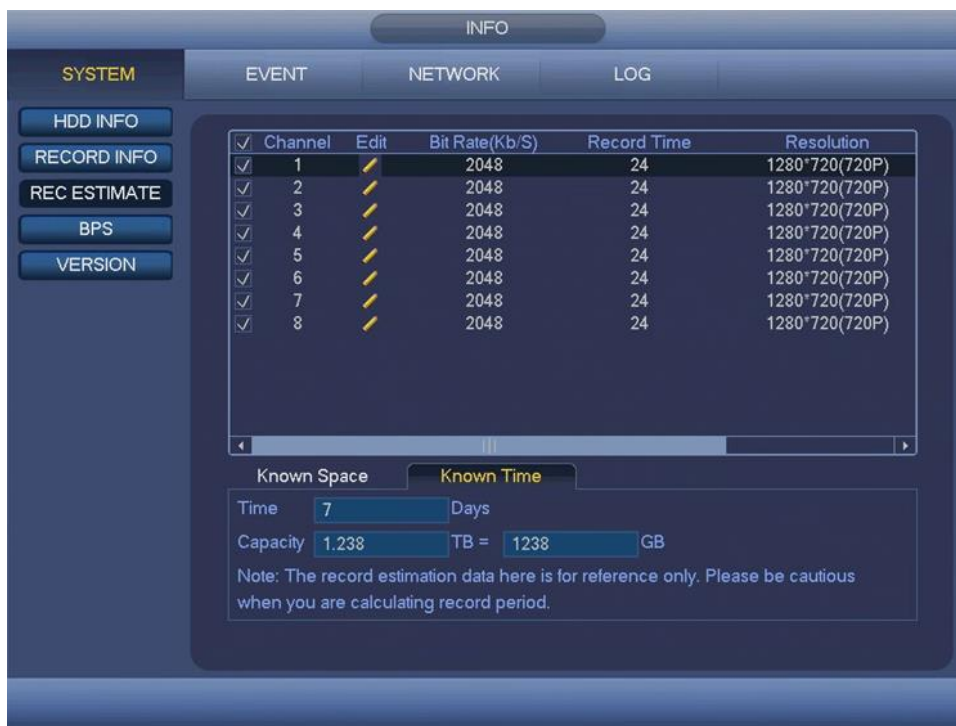 INFO
SYSTEM EVENT NETWORK LOG
HDD INFO
RECORD INFO
REC ESTIMATE
BPS
VERSION
Channel Edit Bit Rate(Kb/S) Record Time Resolution
1 2048 24 1280*720(720P)
2 2048 24 1280*720(720P)
3 2048 24 1280*720(720P)
4 2048 24 1280*720(720P)
5 2048 24 1280*720(720P)
6 2048 24 1280*720(720P)
7 2048 24 1280*720(720P)
8 2048 24 1280*720(720P)
Known Space Known Time
Time 7 Days
Capacity 1.238 TB = 1238 GB
Note: The record estimation data here is for reference only. Please be cautious
when you are calculating record period.